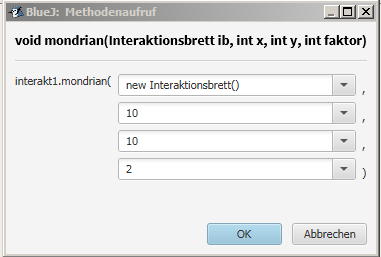 BlueJ: Methodenaufruf
void mondrian(Interaktionsbrett ib, int x, int y, int faktor)
interakt1.mondrian( new Interaktionsbrett() ,
10 ,
10 ,
2 )
OK Abbrechen